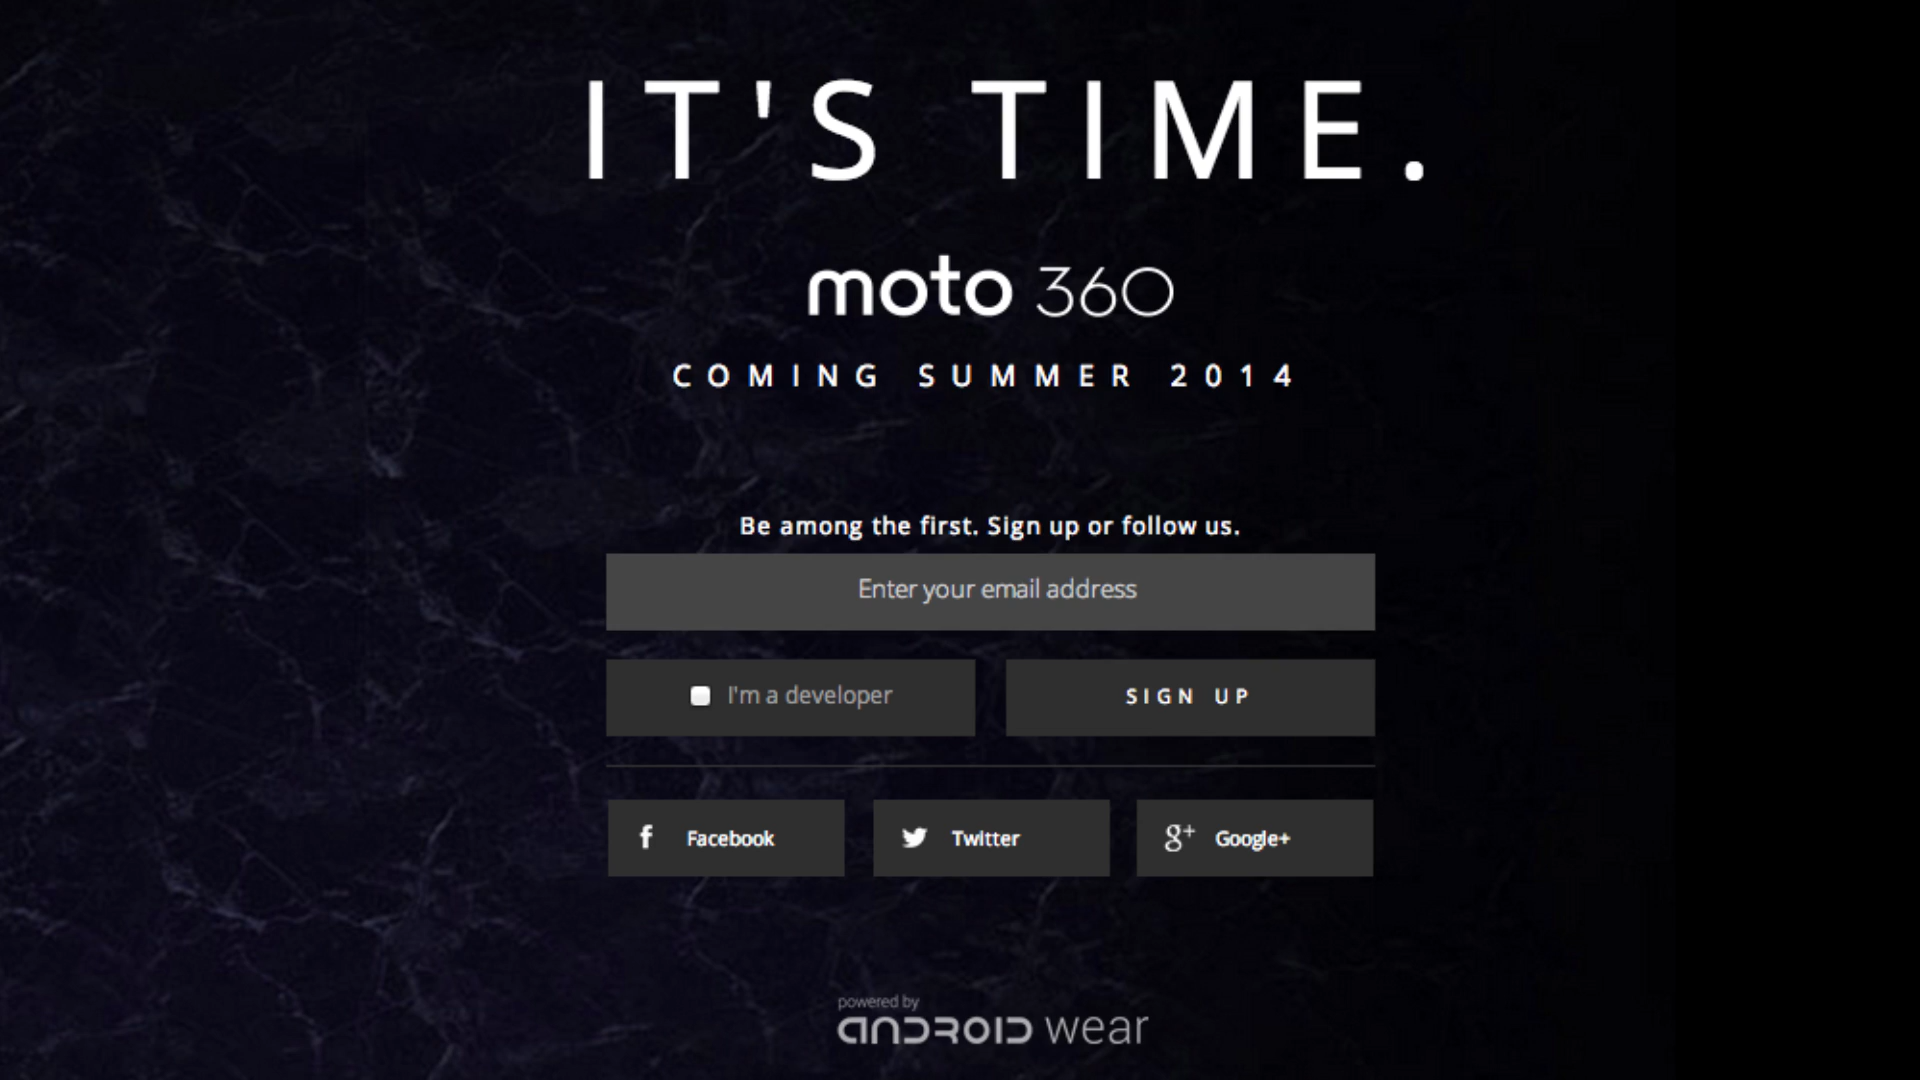 IT'S TIME.
moto 360
COMING SUMMER 2014
Be among the first. Sign up or follow us.
Enter your email address
I'm a developer
SIGN UP
f Facebook
Twitter
g+ Google+
powered by
ANDROID wear